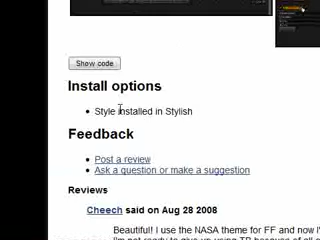 Show code
Install options
Style installed in Stylish
Feedback
Post a review
Ask a question or make a suggestion
Reviews
Cheech said on Aug 28 2008
Beautiful! I use the NASA theme for FF and now I'